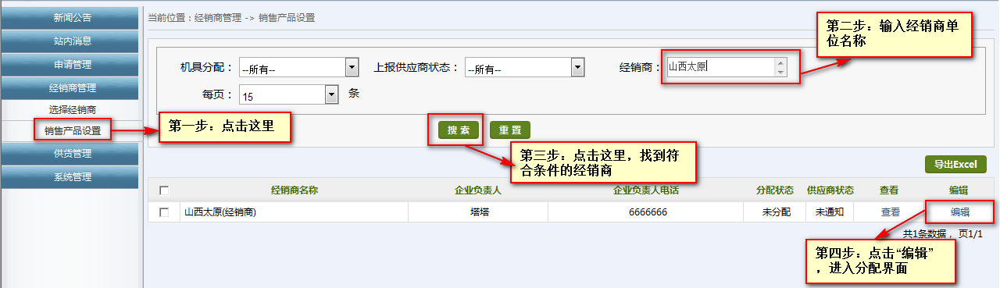 新闻公告
站内消息
申请管理
经销商管理
选择经销商
销售产品设置
供货管理
系统管理
当前位置：经销商管理 -> 销售产品设置
机具分配： --所有-- 上报供应商状态： --所有-- 经销商： 山西太原
每页： 15 条
搜 索 重 置
第一步：点击这里
第二步：输入经销商单
位名称
第三步：点击这里，找到符
合条件的经销商
导出Excel
经销商名称 企业负责人 企业负责人电话 分配状态 供应商状态 查看 编辑
山西太原(经销商) 塔塔 6666666 未分配 未通知 查看 编辑
共1条数据 ，页1/1
第四步：点击“编辑”
，进入分配界面